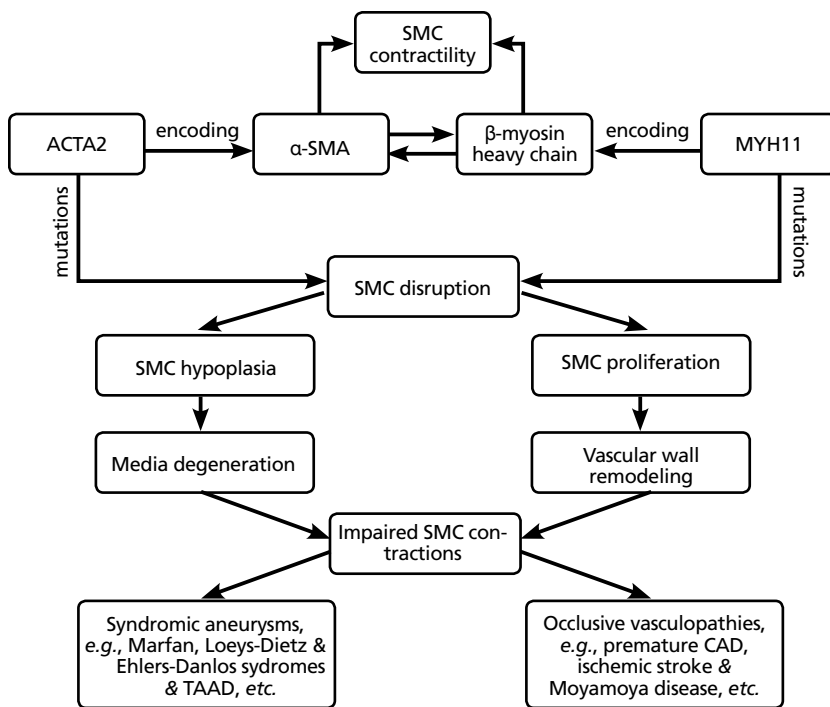 SMC
contractility
ACTA2
encoding
α-SMA
β-myosin
heavy chain
encoding
MYH11
mutations
mutations
SMC disruption
SMC hypoplasia
SMC proliferation
Media degeneration
Vascular wall
remodeling
Impaired SMC con-
tractions
Syndromic aneurysms,
e.g., Marfan, Loeys-Dietz &
Ehlers-Danlos sydromes
& TAAD, etc.
Occlusive vasculopathies,
e.g., premature CAD,
ischemic stroke &
Moyamoya disease, etc.